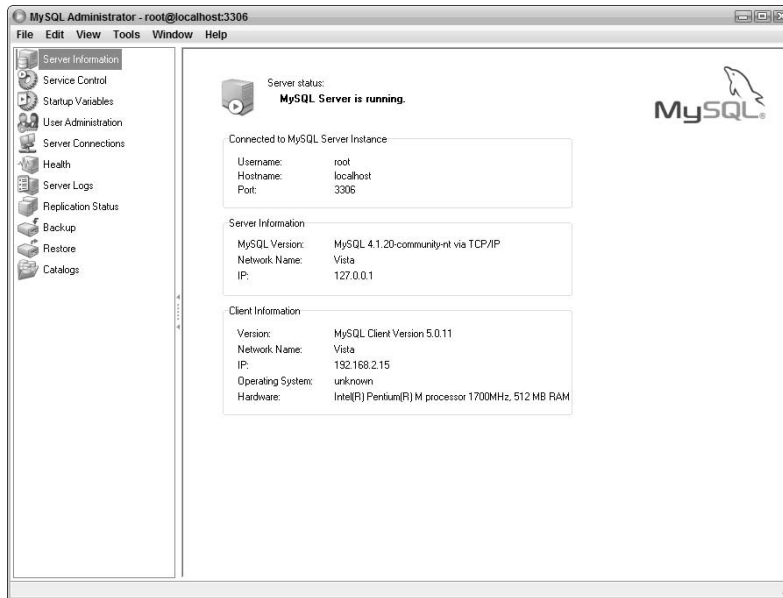 MySQL Administrator - root@localhost:3306
File Edit View Tools Window Help
Server Information
Service Control
Startup Variables
User Administration
Server Connections
Health
Server Logs
Replication Status
Backup
Restore
Catalogs
Server status:
MySQL Server is running.
MySQL®
Connected to MySQL Server Instance
Username: root
Hostname: localhost
Port: 3306
Server Information
MySQL Version: MySQL 4.1.20-community-nt via TCP/IP
Network Name: Vista
IP: 127.0.0.1
Client Information
Version: MySQL Client Version 5.0.11
Network Name: Vista
IP: 192.168.2.15
Operating System: unknown
Hardware: Intel(R) Pentium(R) M processor 1700MHz, 512 MB RAM